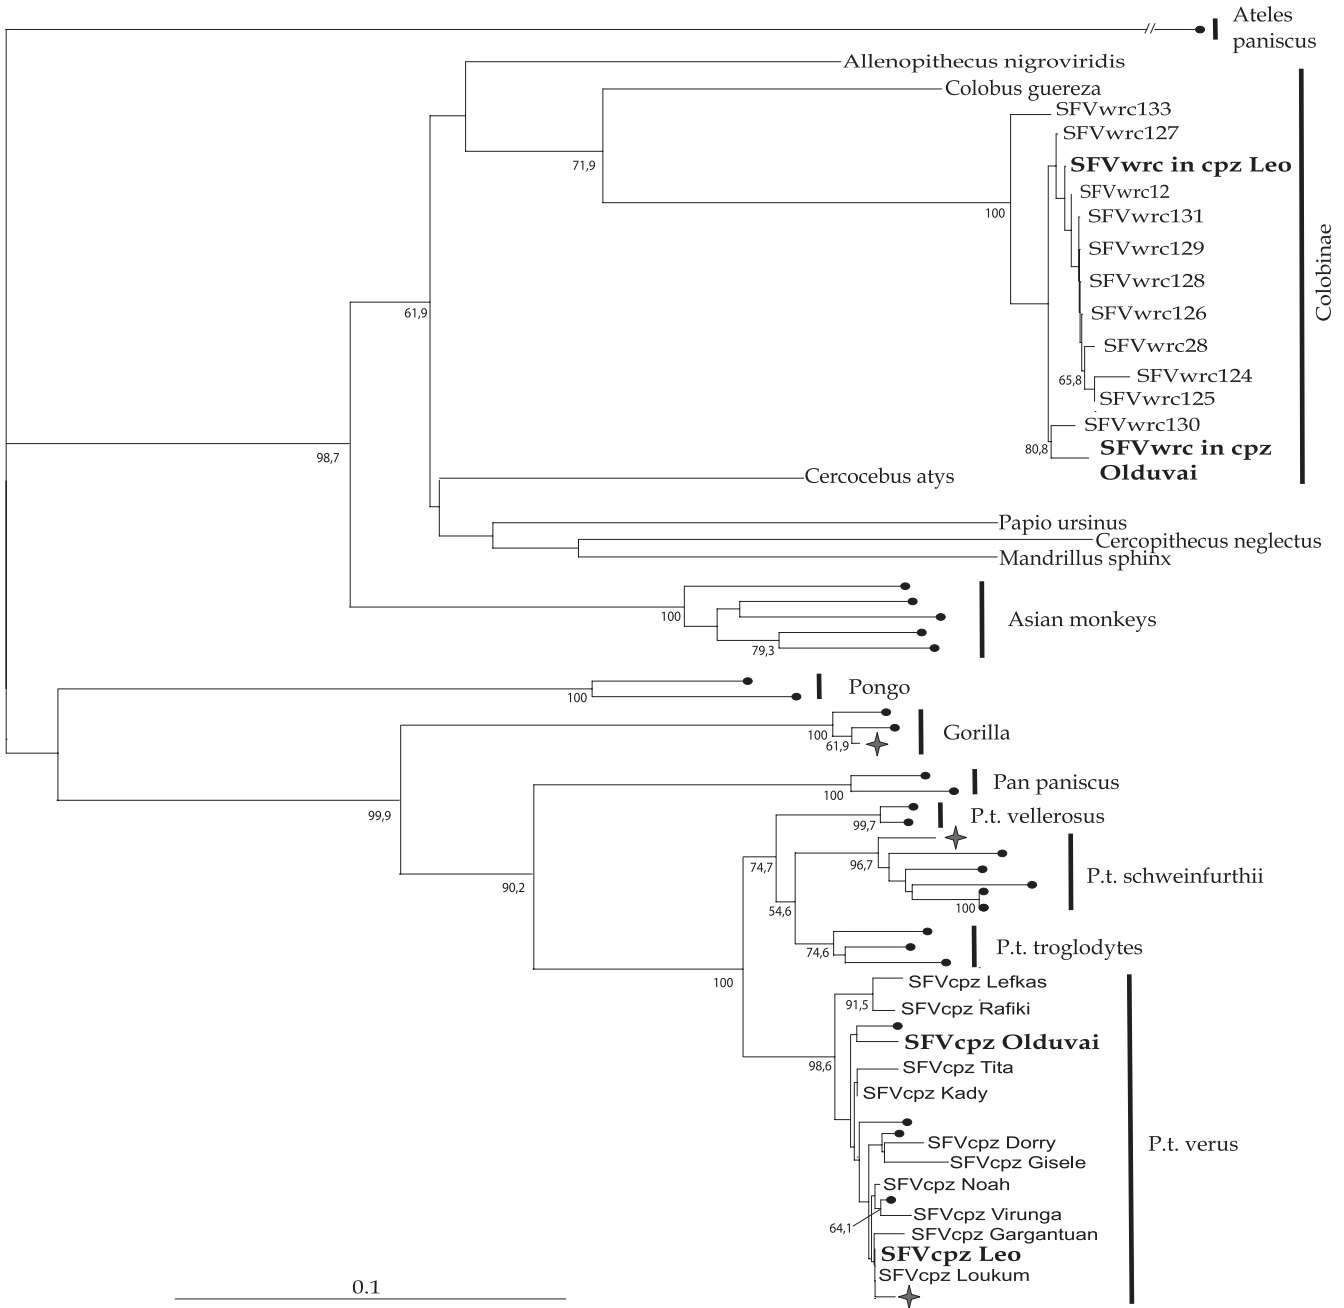 Ateles
paniscus
//
Allenopithecus nigroviridis
Colobus guereza
SFVwrc133
SFVwrc127
71,9
SFVwrc in cpz Leo
SFVwrc12
100
SFVwrc131
SFVwrc129
Colobinae
SFVwrc128
61,9
SFVwrc126
SFVwrc28
65,8
SFVwrc124
SFVwrc125
SFVwrc130
80,8
SFVwrc in cpz
Olduvai
98,7
Cercocebus atys
Papio ursinus
Cercopithecus neglectus
Mandrillus sphinx
100
Asian monkeys
79,3
100
Pongo
100
Gorilla
61,9
Pan paniscus
100
99,9
P.t. vellerosus
99,7
74,7
96,7
P.t. schweinfurthii
90,2
54,6
100
74,6
P.t. troglodytes
100
SFVcpz Lefkas
91,5
SFVcpz Rafiki
SFVcpz Olduvai
98,6
SFVcpz Tita
SFVcpz Kady
SFVcpz Dorry
P.t. verus
SFVcpz Gisele
SFVcpz Noah
SFVcpz Virunga
64,1
SFVcpz Gargantuan
SFVcpz Leo
SFVcpz Loukum
0.1